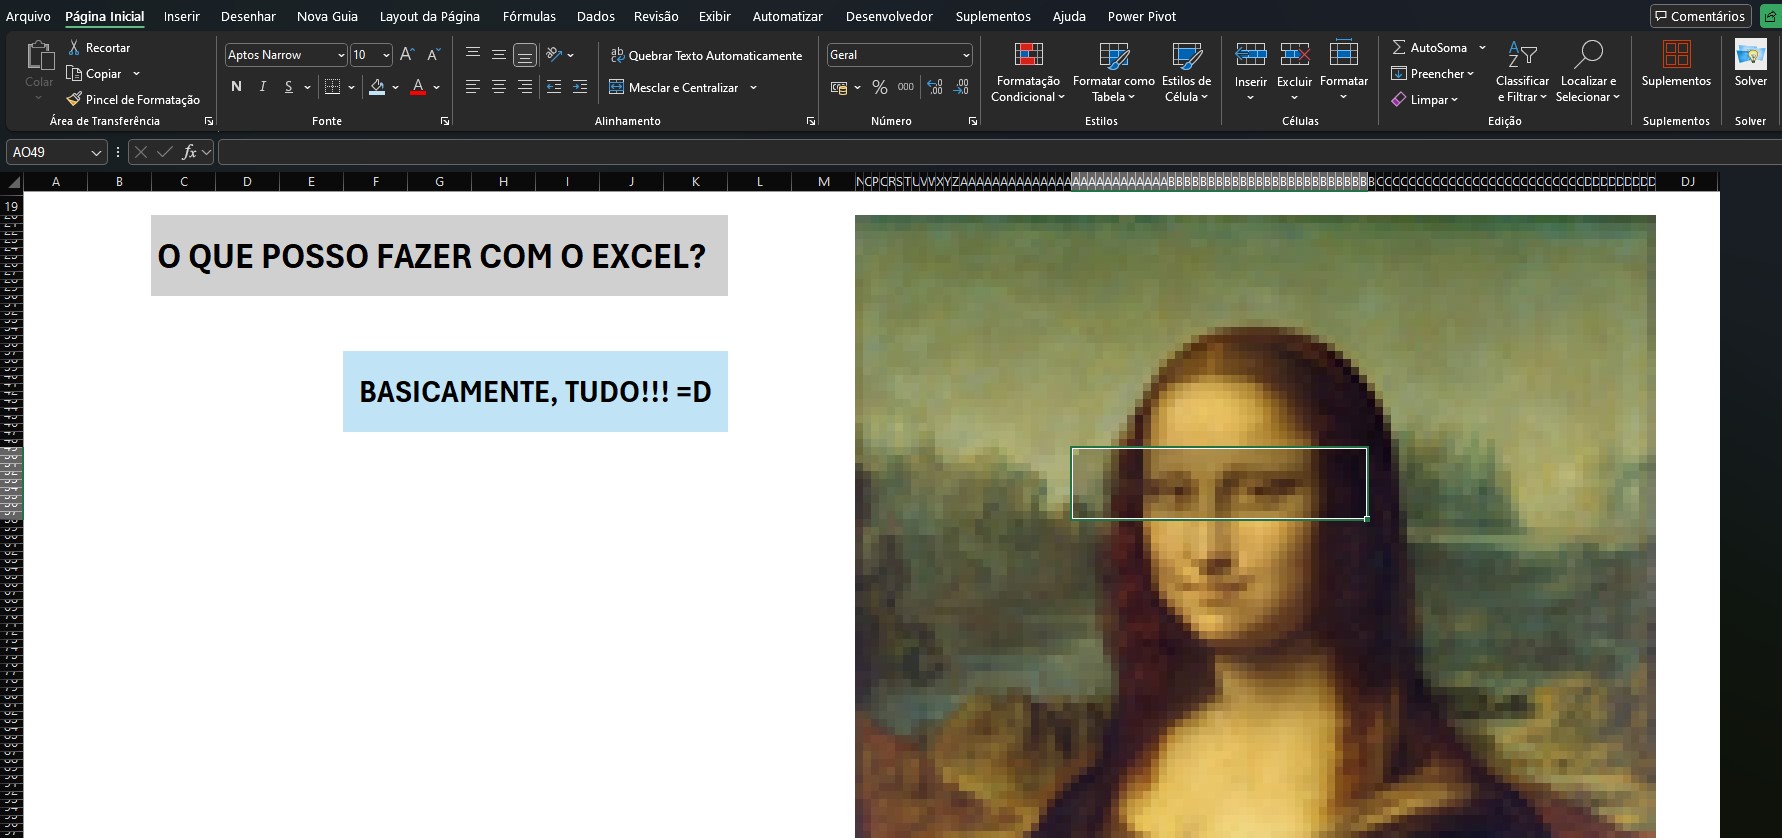 Arquivo Página Inicial Inserir Desenhar Nova Guia Layout da Página Fórmulas Dados Revisão Exibir Automatizar Desenvolvedor Suplementos Ajuda Power Pivot Comentários
Colar
Recortar
Copiar
Pincel de Formatação
Área de Transferência
Aptos Narrow 10
N I S
Fonte
Quebrar Texto Automaticamente
Mesclar e Centralizar
Alinhamento
Geral
% 000
Número
Formatação Condicional
Formatar como Tabela
Estilos de Célula
Estilos
Inserir Excluir Formatar
Células
AutoSoma
Preencher
Limpar
Classificar e Filtrar
Localizar e Selecionar
Edição
Suplementos
Suplementos
Solver
Solver
AO49
fx
A B C D E F G H I J K L M DJ
19
O QUE POSSO FAZER COM O EXCEL?
BASICAMENTE, TUDO!!! =D